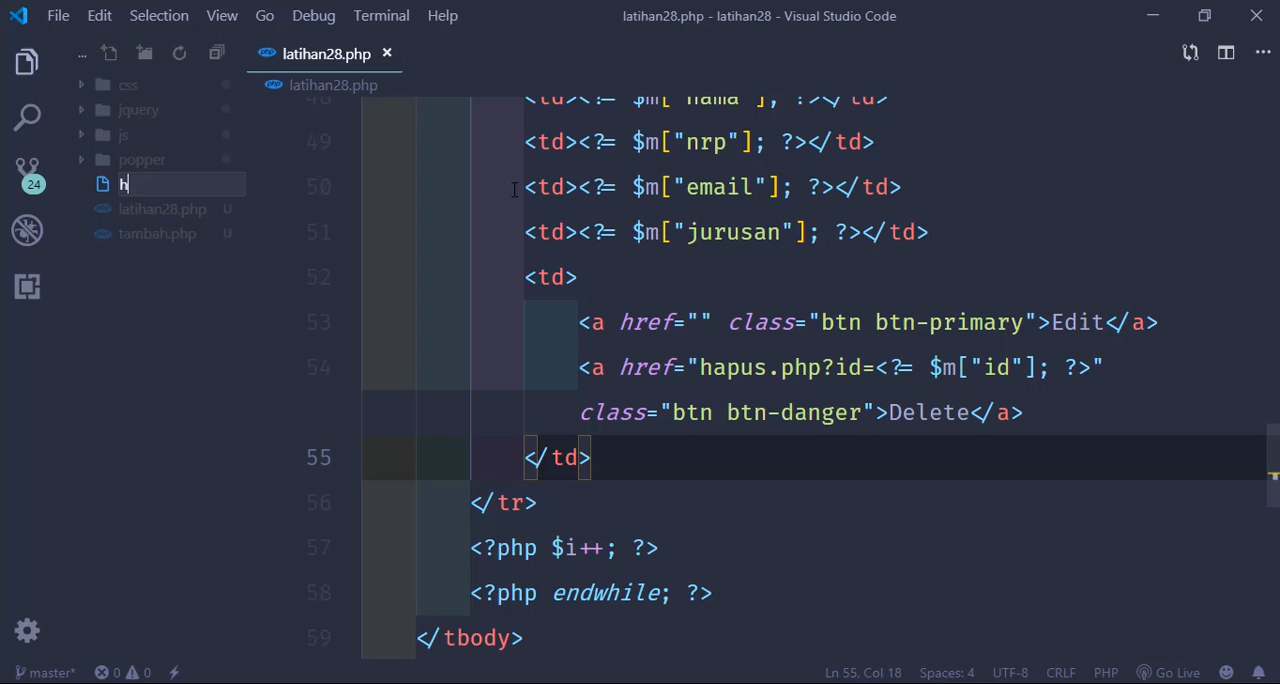 File Edit Selection View Go Debug Terminal Help
latihan28.php - latihan28 - Visual Studio Code
...
latihan28.php ×
...
css
latihan28.php
jquery
js
popper
h
latihan28.php U
tambah.php U
24
48 <td><?= $m["nama"]; ?></td>
49 <td><?= $m["nrp"]; ?></td>
50 <td><?= $m["email"]; ?></td>
51 <td><?= $m["jurusan"]; ?></td>
52 <td>
53 <a href="" class="btn btn-primary">Edit</a>
54 <a href="hapus.php?id=<?= $m["id"]; ?>"
class="btn btn-danger">Delete</a>
55 </td>
56 </tr>
57 <?php $i++; ?>
58 <?php endwhile; ?>
59 </tbody>
master* 0 0
Ln 55, Col 18 Spaces: 4 UTF-8 CRLF PHP Go Live